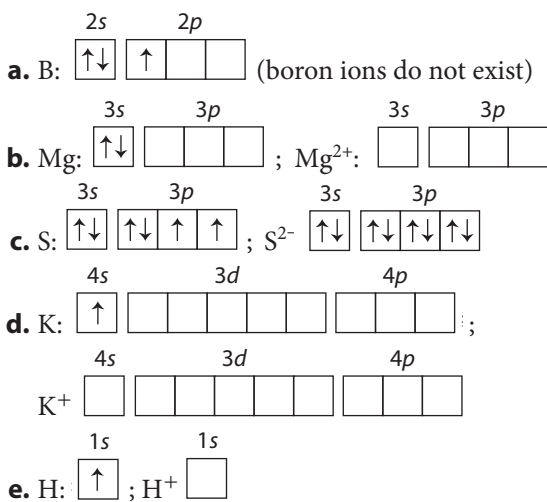 2s 2p
a. B: ↑↓ ↑ (boron ions do not exist)
3s 3p 3s 3p
b. Mg: ↑↓ ; Mg²⁺:
3s 3p 3s 3p
c. S: ↑↓ ↑↓ ↑ ↑ ; S²⁻ ↑↓ ↑↓ ↑↓ ↑↓
4s 3d 4p
d. K: ↑ ;
4s 3d 4p
K⁺
1s 1s
e. H: ↑ ; H⁺